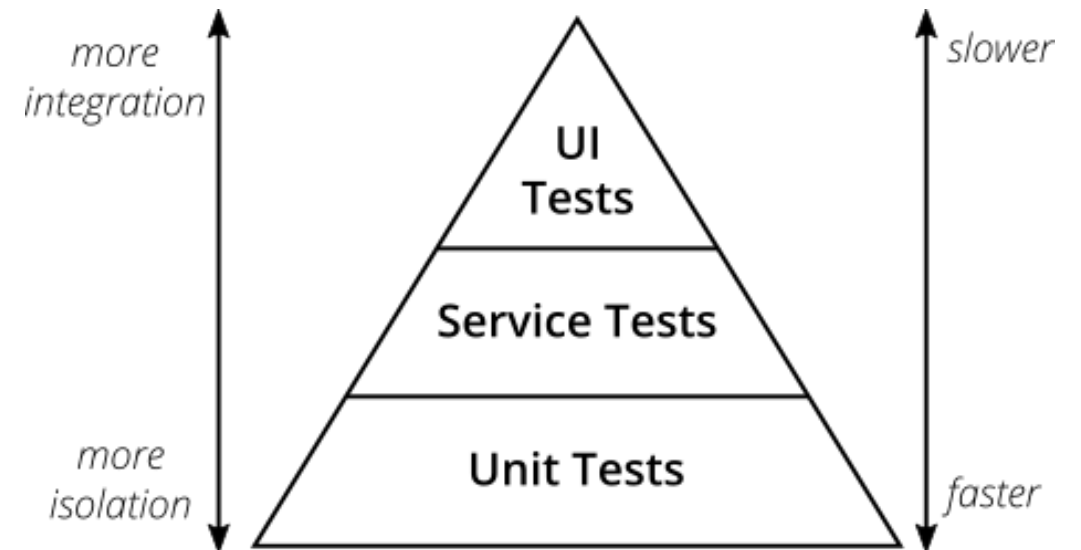 more
integration
slower
UI
Tests
Service Tests
more
isolation
Unit Tests
faster